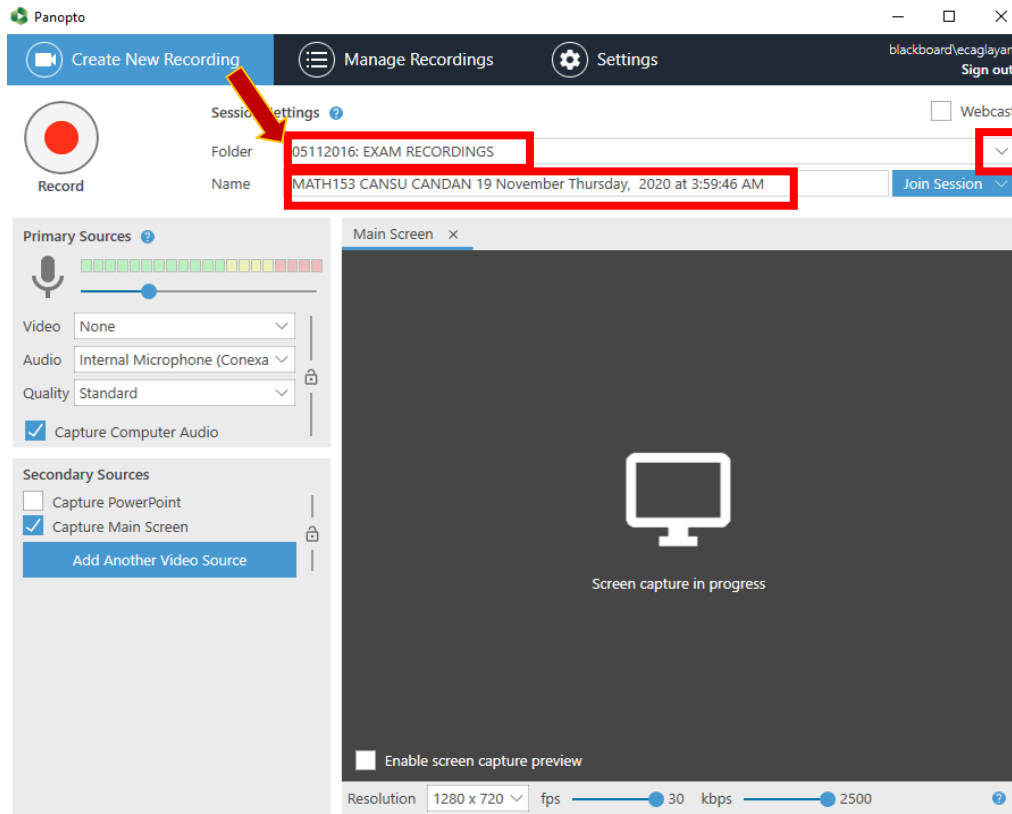 Panopto
Create New Recording
Manage Recordings
Settings
blackboard\ecaglayan
Sign out
Session Settings ?
Webcast
Folder 05112016: EXAM RECORDINGS
Record
Name MATH153 CANSU CANDAN 19 November Thursday, 2020 at 3:59:46 AM
Join Session
Primary Sources ?
Main Screen ×
Video None
Audio Internal Microphone (Conexa
Quality Standard
Capture Computer Audio
Secondary Sources
Capture PowerPoint
Capture Main Screen
Add Another Video Source
Screen capture in progress
Enable screen capture preview
Resolution 1280 x 720 fps 30 kbps 2500 ?